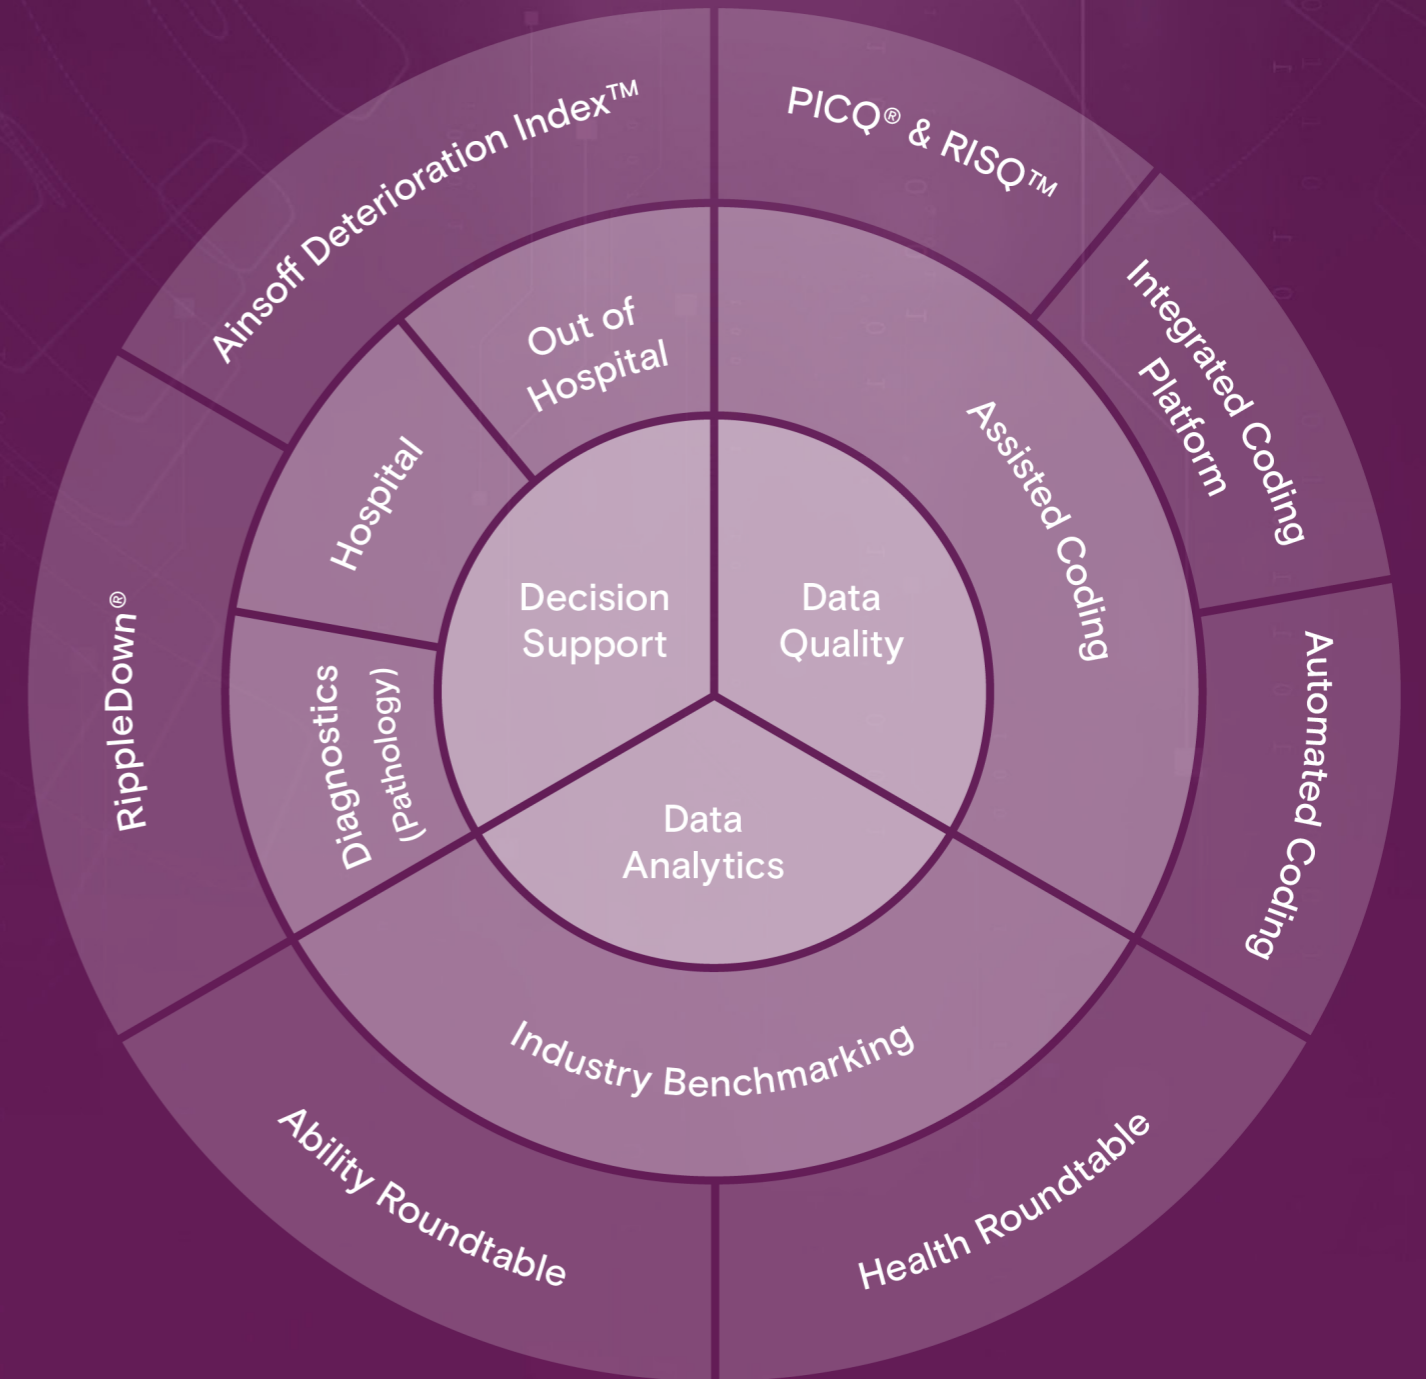 Ainsoff Deterioration Index™
PICQ® & RISQ™
Integrated Coding
Platform
Automated Coding
Health Roundtable
Ability Roundtable
RippleDown®
Out of
Hospital
Hospital
Diagnostics
(Pathology)
Assisted Coding
Industry Benchmarking
Decision
Support
Data
Quality
Data
Analytics